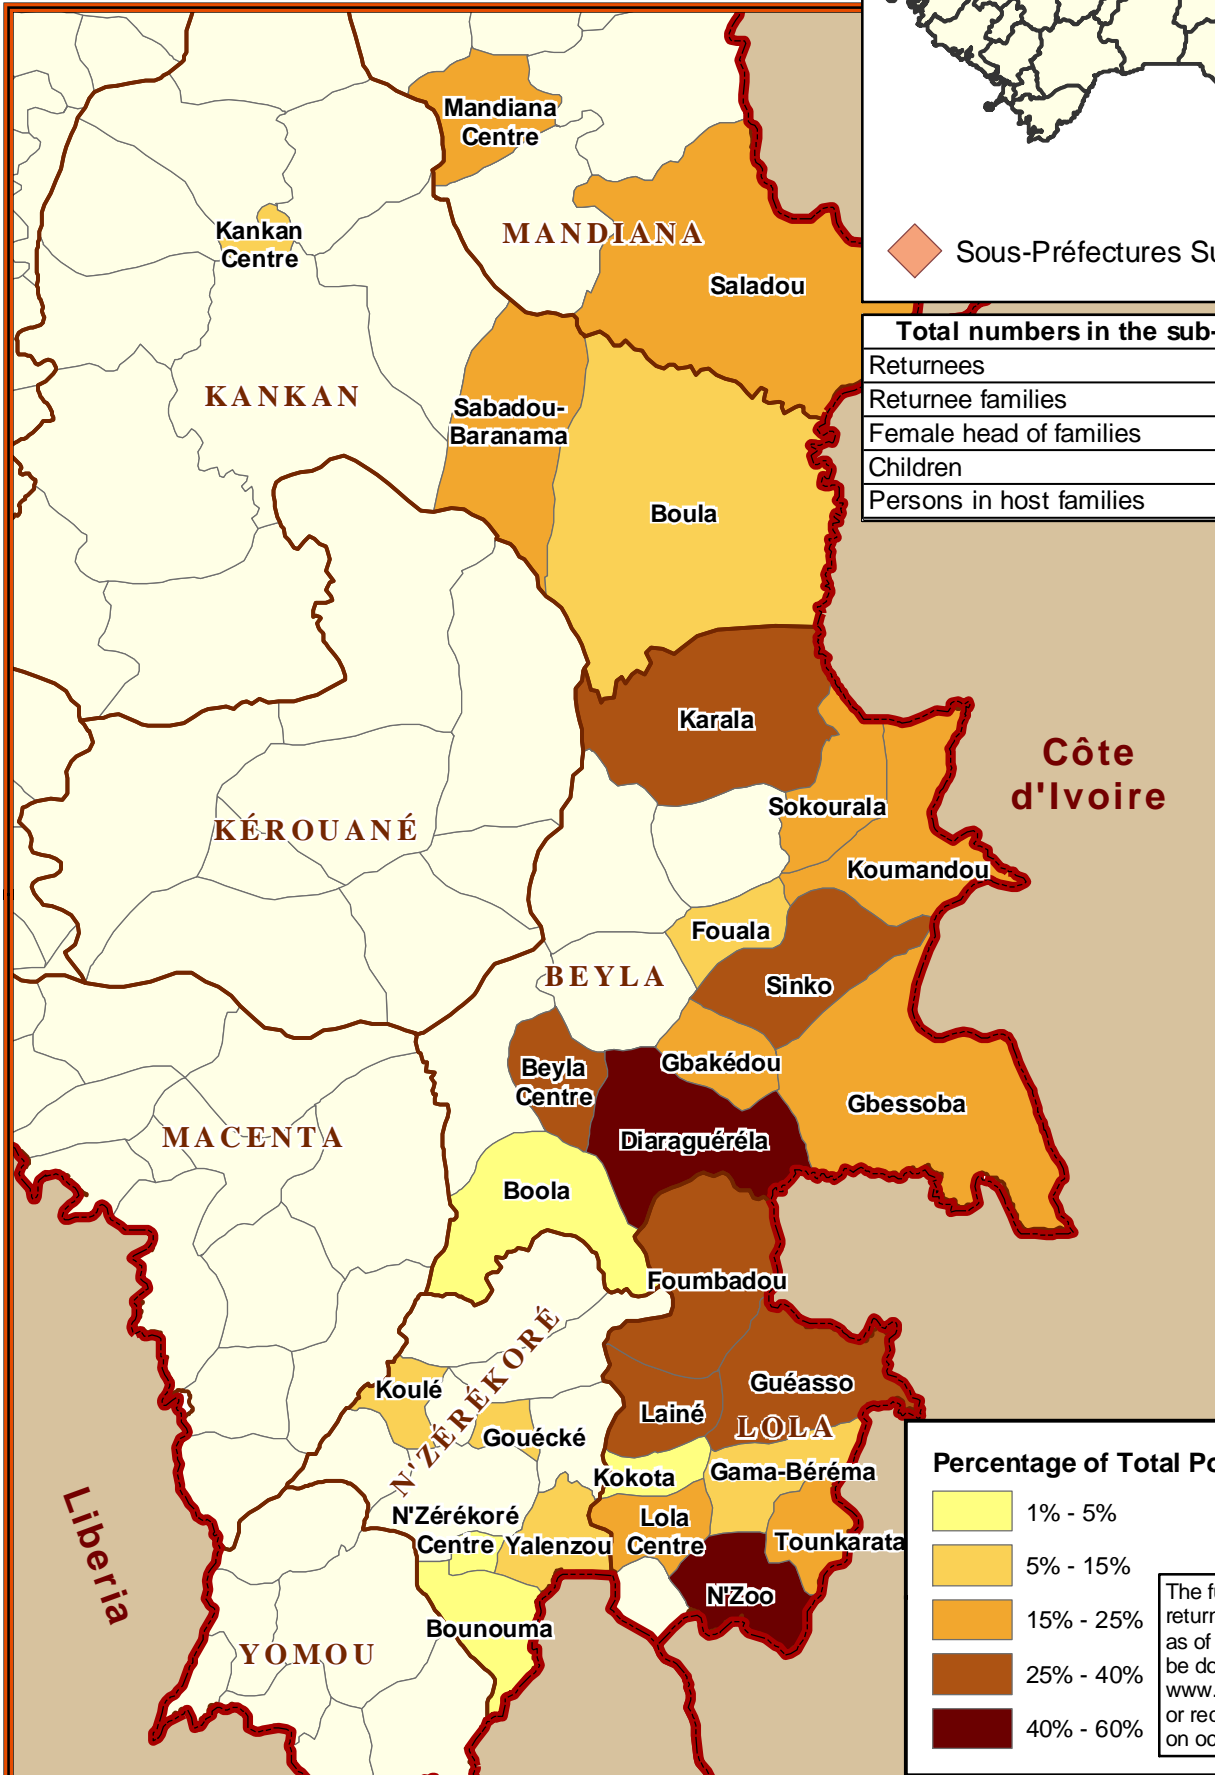 Mandiana
Centre
Kankan
Centre
MANDIANA
Saladou
Sous-Préfectures Su
Total numbers in the sub-
Returnees
Returnee families
Female head of families
Children
Persons in host families
KANKAN
Sabadou-
Baranama
Boula
Karala
Côte
d'Ivoire
Sokourala
KÉROUANÉ
Koumandou
Fouala
BEYLA
Sinko
Beyla
Centre
Gbakédou
Gbessoba
MACENTA
Diaraguéréla
Boola
Foumbadou
N'ZÉRÉKORÉ
Koulé
Guéasso
Lainé
LOLA
Gouécké
Kokota
Gama-Béréma
N'Zérékoré
Centre
Yalenzou
Lola
Centre
Tounkarata
N'Zoo
Liberia
Bounouma
YOMOU
Percentage of Total Po
1% - 5%
5% - 15%
15% - 25%
25% - 40%
40% - 60%
The fu
returr
as of
be do
www.
or rec
on oc